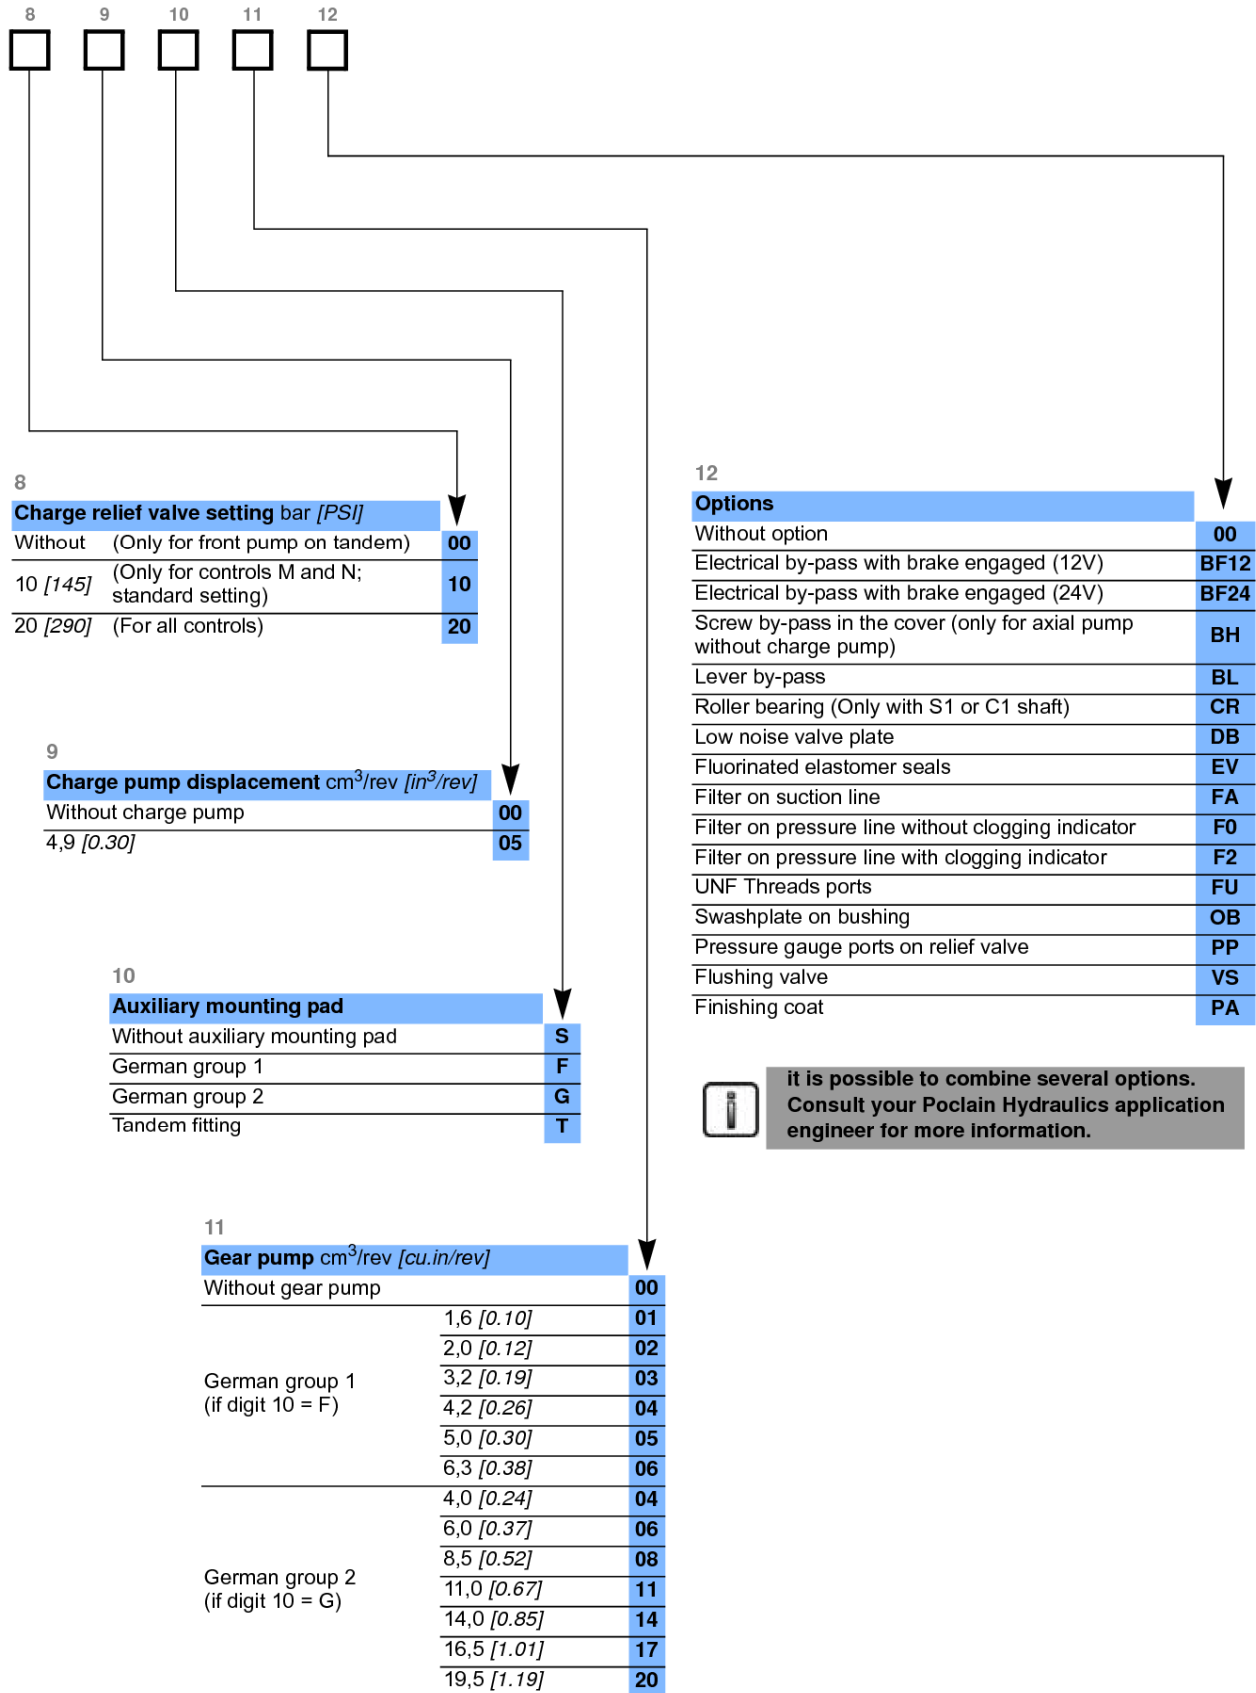 8 9 10 11 12
8
Charge relief valve setting bar [PSI]
Without (Only for front pump on tandem) 00
10 [145] (Only for controls M and N; standard setting) 10
20 [290] (For all controls) 20
9
Charge pump displacement cm³/rev [in³/rev]
Without charge pump 00
4,9 [0.30] 05
10
Auxiliary mounting pad
Without auxiliary mounting pad S
German group 1 F
German group 2 G
Tandem fitting T
11
Gear pump cm³/rev [cu.in/rev]
Without gear pump 00
German group 1
(if digit 10 = F)
1,6 [0.10] 01
2,0 [0.12] 02
3,2 [0.19] 03
4,2 [0.26] 04
5,0 [0.30] 05
6,3 [0.38] 06
German group 2
(if digit 10 = G)
4,0 [0.24] 04
6,0 [0.37] 06
8,5 [0.52] 08
11,0 [0.67] 11
14,0 [0.85] 14
16,5 [1.01] 17
19,5 [1.19] 20
12
Options
Without option 00
Electrical by-pass with brake engaged (12V) BF12
Electrical by-pass with brake engaged (24V) BF24
Screw by-pass in the cover (only for axial pump
without charge pump) BH
Lever by-pass BL
Roller bearing (Only with S1 or C1 shaft) CR
Low noise valve plate DB
Fluorinated elastomer seals EV
Filter on suction line FA
Filter on pressure line without clogging indicator F0
Filter on pressure line with clogging indicator F2
UNF Threads ports FU
Swashplate on bushing OB
Pressure gauge ports on relief valve PP
Flushing valve VS
Finishing coat PA
i
it is possible to combine several options.
Consult your Poclain Hydraulics application
engineer for more information.